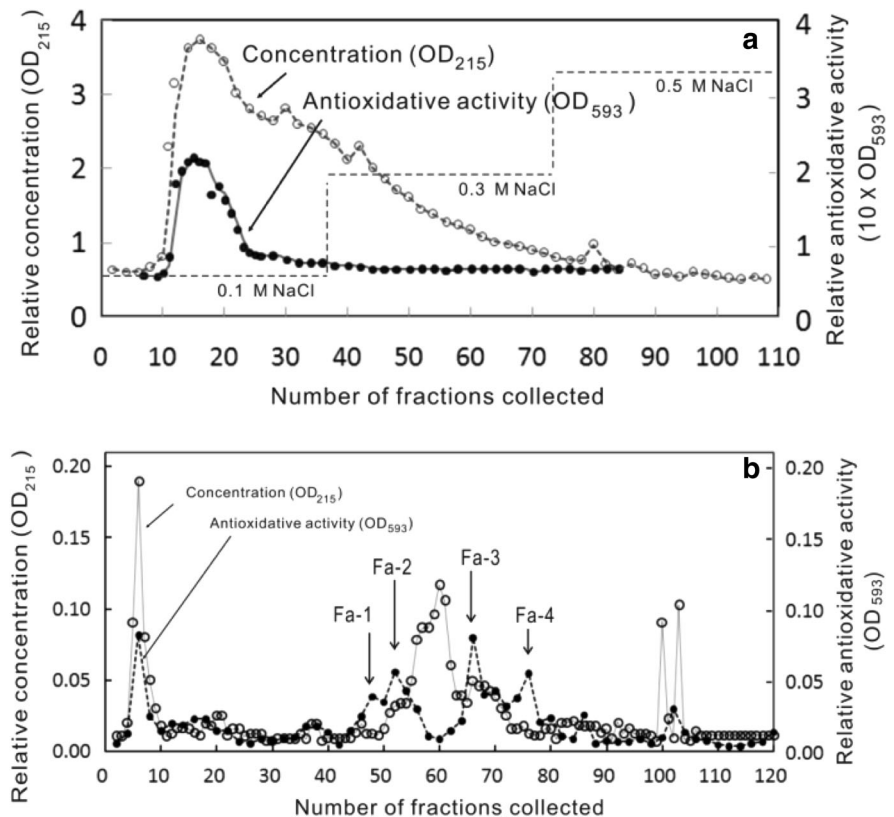 a
Relative concentration (OD215)
4
3
2
1
0
Concentration (OD215)
Antioxidative activity (OD593)
0.1 M NaCl
0.3 M NaCl
0.5 M NaCl
4
3
2
1
0
Relative antioxidative activity
(10 x OD593)
0 10 20 30 40 50 60 70 80 90 100 110
Number of fractions collected
b
Relative concentration (OD215)
0.20
0.15
0.10
0.05
0.00
Concentration (OD215)
Antioxidative activity (OD593)
Fa-1
Fa-2
Fa-3
Fa-4
0.20
0.15
0.10
0.05
0.00
Relative antioxidative activity
(OD593)
0 10 20 30 40 50 60 70 80 90 100 110 120
Number of fractions collected